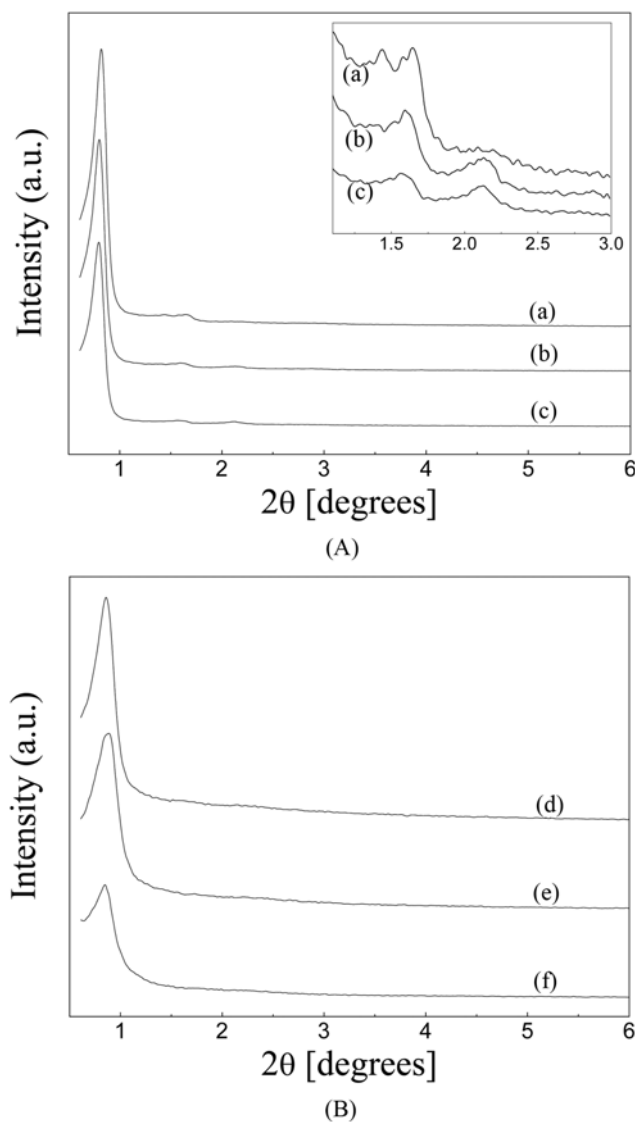 Intensity (a.u.)
(a)
(b)
(c)
1.5
2.0
2.5
3.0
(a)
(b)
(c)
1
2
3
4
5
6
2θ [degrees]
(A)
Intensity (a.u.)
(d)
(e)
(f)
1
2
3
4
5
6
2θ [degrees]
(B)